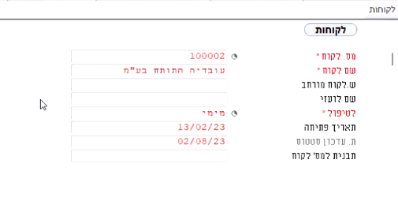 לקוחות
לקוחות
מס. לקוח * 100002
שם לקוח * עובדיה התותח בע"מ
ש.לקוח מורחב
שם לועזי
לטיפול * מימי
תאריך פתיחה 13/02/23
ת. עדכון סטטוס 02/08/23
תבנית למס' לקוח